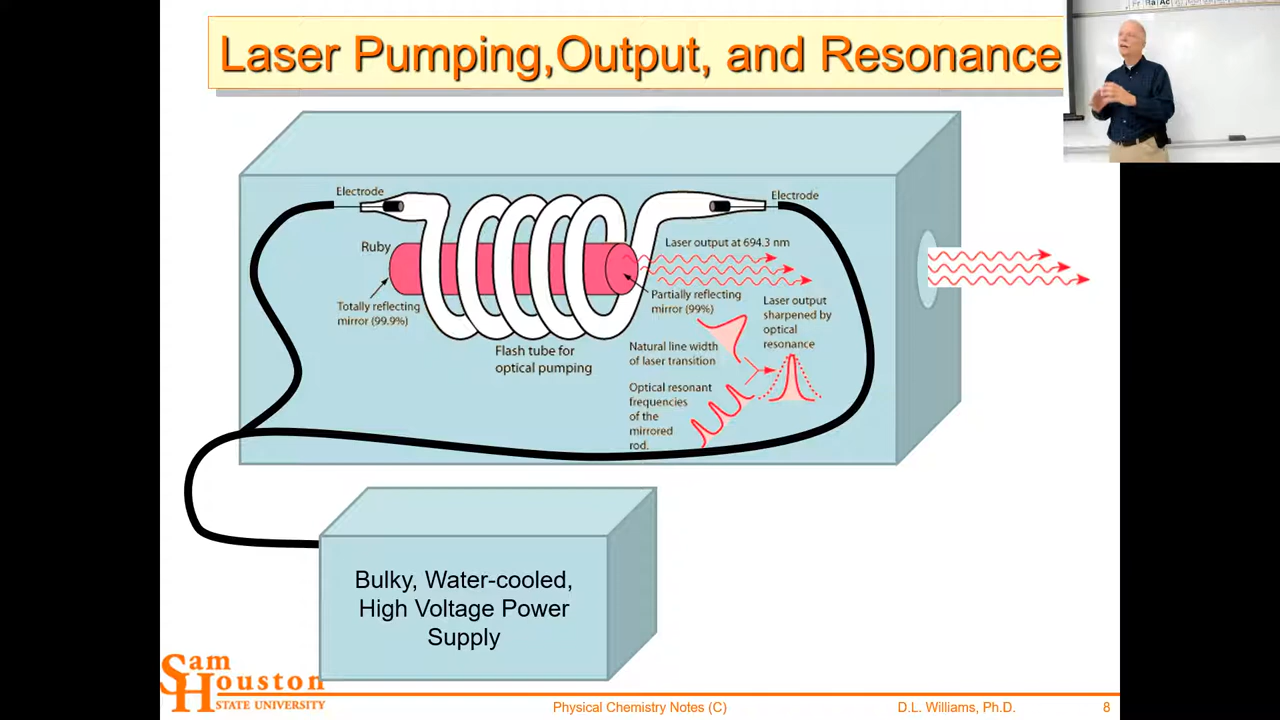 Laser Pumping,Output, and Resonance
Electrode
Electrode
Ruby
Laser output at 694.3 nm
Totally reflecting
mirror (99.9%)
Partially reflecting
mirror (99%)
Laser output
sharpened by
optical
resonance
Flash tube for
optical pumping
Natural line width
of laser transition
Optical resonant
frequencies
of the
mirrored
rod.
Bulky, Water-cooled,
High Voltage Power
Supply
Sam
Houston
STATE UNIVERSITY
Physical Chemistry Notes (C)
D.L. Williams, Ph.D.
8
Fr Ra Ac